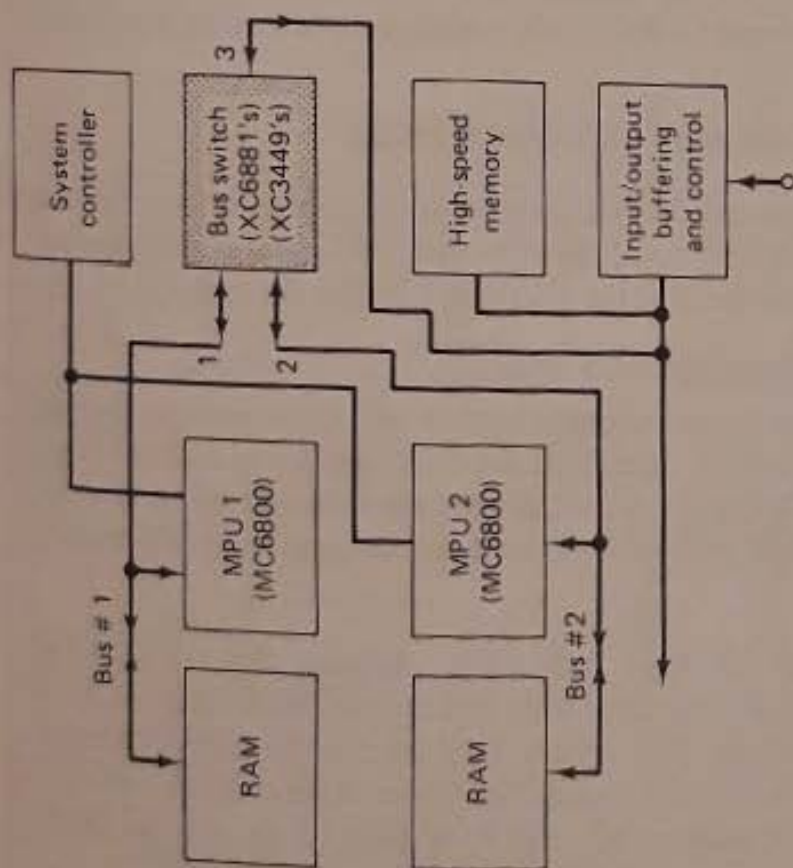 System
controller
3
Bus switch
(XC6881's)
(XC3449's)
High-speed
memory
Input/output
buffering
and control
1
2
Bus # 1
MPU 1
(MC6800)
MPU 2
(MC6800)
Bus #2
RAM
RAM